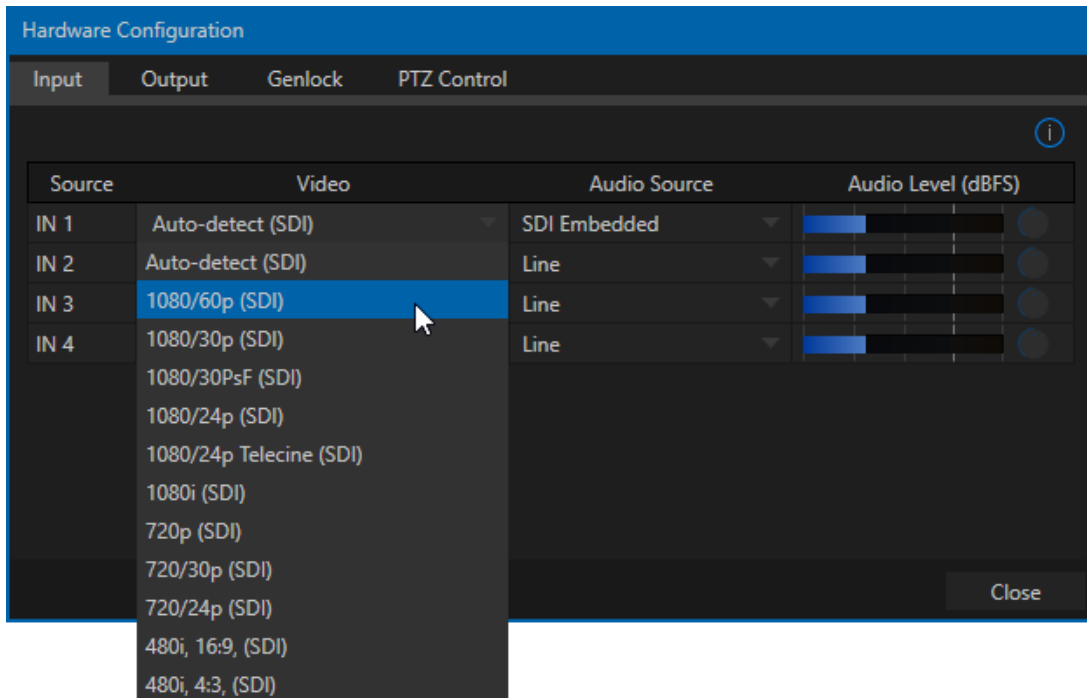 Hardware Configuration
Input Output Genlock PTZ Control
i
Source Video Audio Source Audio Level (dBFS)
IN 1 Auto-detect (SDI) SDI Embedded
IN 2 Auto-detect (SDI) Line
IN 3 1080/60p (SDI) Line
IN 4 1080/30p (SDI) Line
1080/30PsF (SDI)
1080/24p (SDI)
1080/24p Telecine (SDI)
1080i (SDI)
720p (SDI)
720/30p (SDI)
720/24p (SDI)
480i, 16:9, (SDI)
480i, 4:3, (SDI)
Close